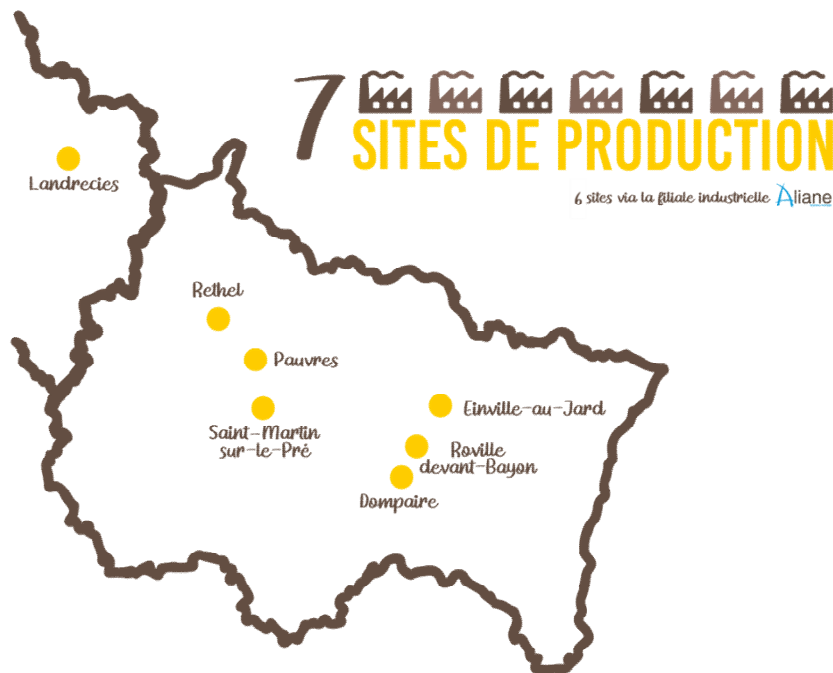 7
SITES DE PRODUCTION
6 sites via la filiale industrielle Aliane
Landrecies
Rethel
Pauvres
Saint-Martin
sur-le-Pré
Einville-au-Jard
Roville
devant-Bayon
Dompaire